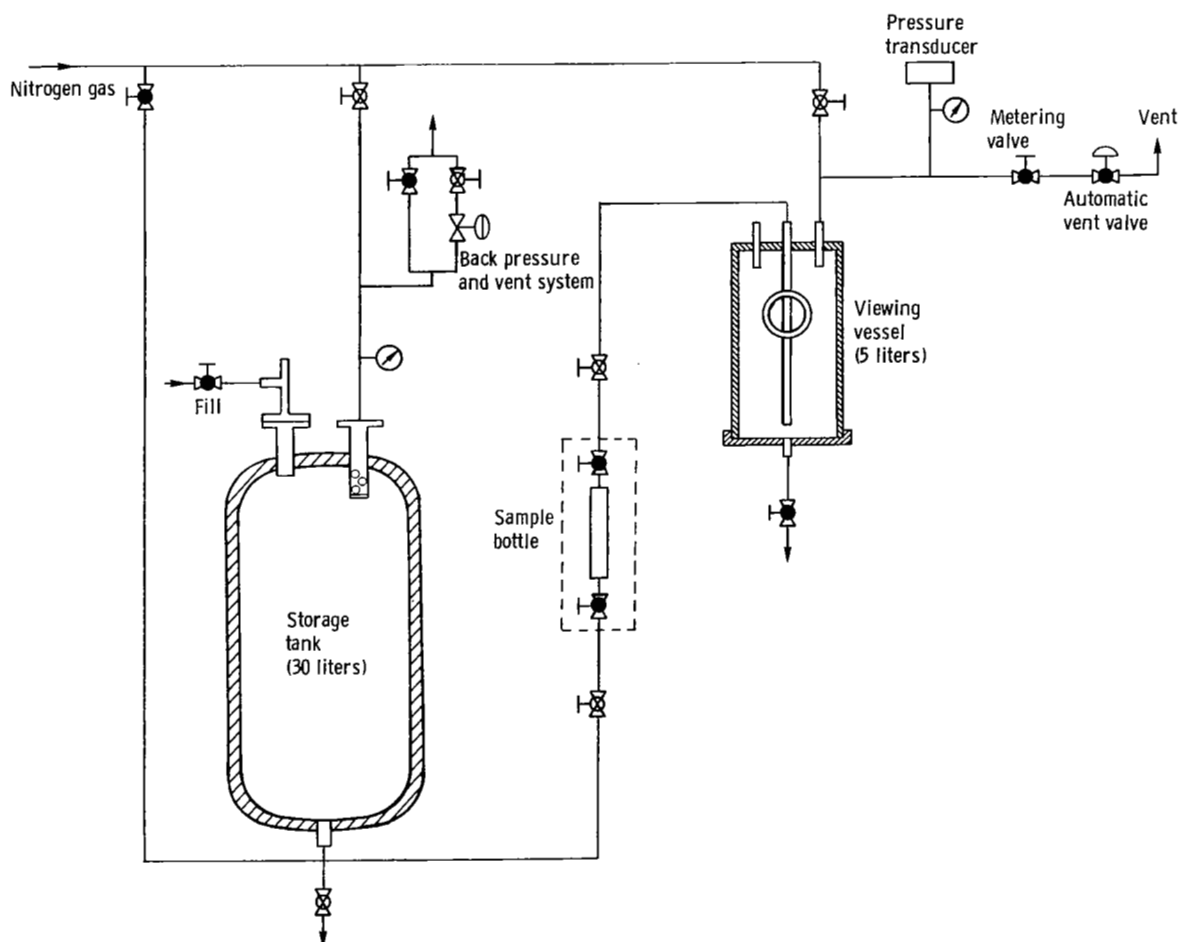 Pressure
transducer
Nitrogen gas
Metering
valve
Vent
Automatic
vent valve
Back pressure
and vent system
Viewing
vessel
(5 liters)
Fill
Sample
bottle
Storage
tank
(30 liters)